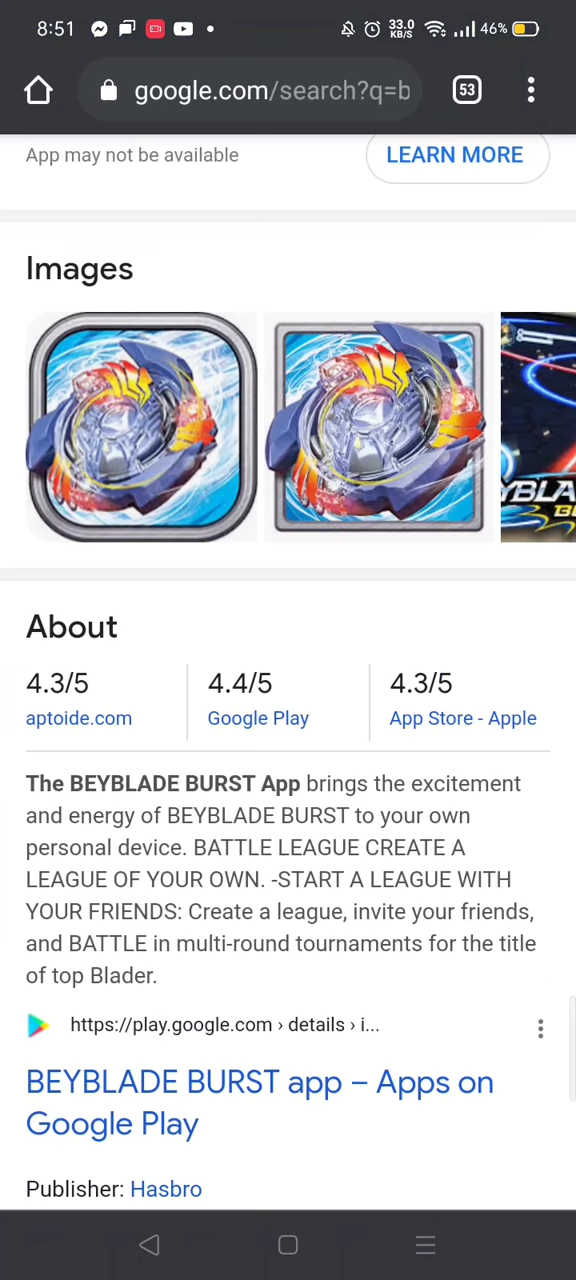 8:51 33.0 KB/S 46%
google.com/search?q=b 53
App may not be available LEARN MORE
Images
About
4.3/5 4.4/5 4.3/5
aptoide.com Google Play App Store - Apple
The BEYBLADE BURST App brings the excitement
and energy of BEYBLADE BURST to your own
personal device. BATTLE LEAGUE CREATE A
LEAGUE OF YOUR OWN. -START A LEAGUE WITH
YOUR FRIENDS: Create a league, invite your friends,
and BATTLE in multi-round tournaments for the title
of top Blader.
https://play.google.com › details › i...
BEYBLADE BURST app – Apps on
Google Play
Publisher: Hasbro